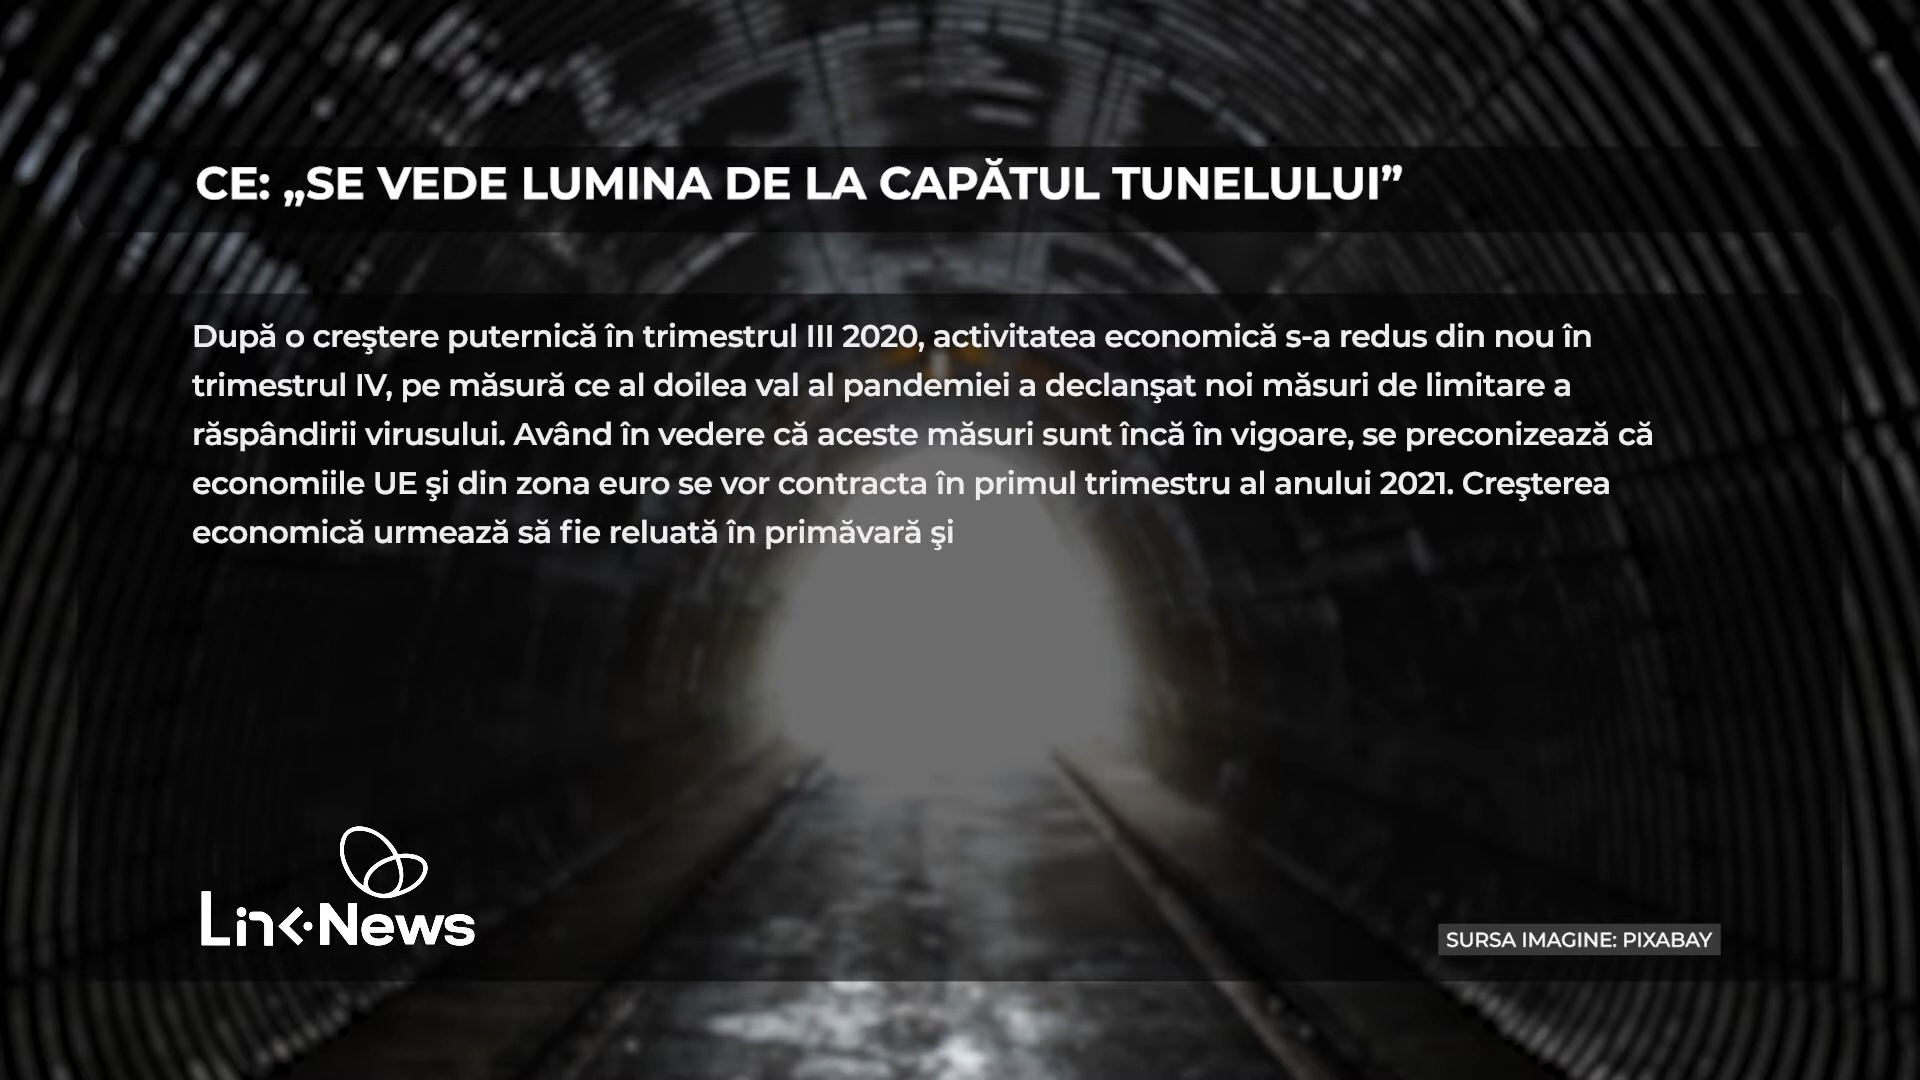 CE: „SE VEDE LUMINA DE LA CAPĂTUL TUNELULUI”
După o creştere puternică în trimestrul III 2020, activitatea economică s-a redus din nou în
trimestrul IV, pe măsură ce al doilea val al pandemiei a declanşat noi măsuri de limitare a
răspândirii virusului. Având în vedere că aceste măsuri sunt încă în vigoare, se preconizează că
economiile UE şi din zona euro se vor contracta în primul trimestru al anului 2021. Creşterea
economică urmează să fie reluată în primăvară şi
Link News
SURSA IMAGINE: PIXABAY